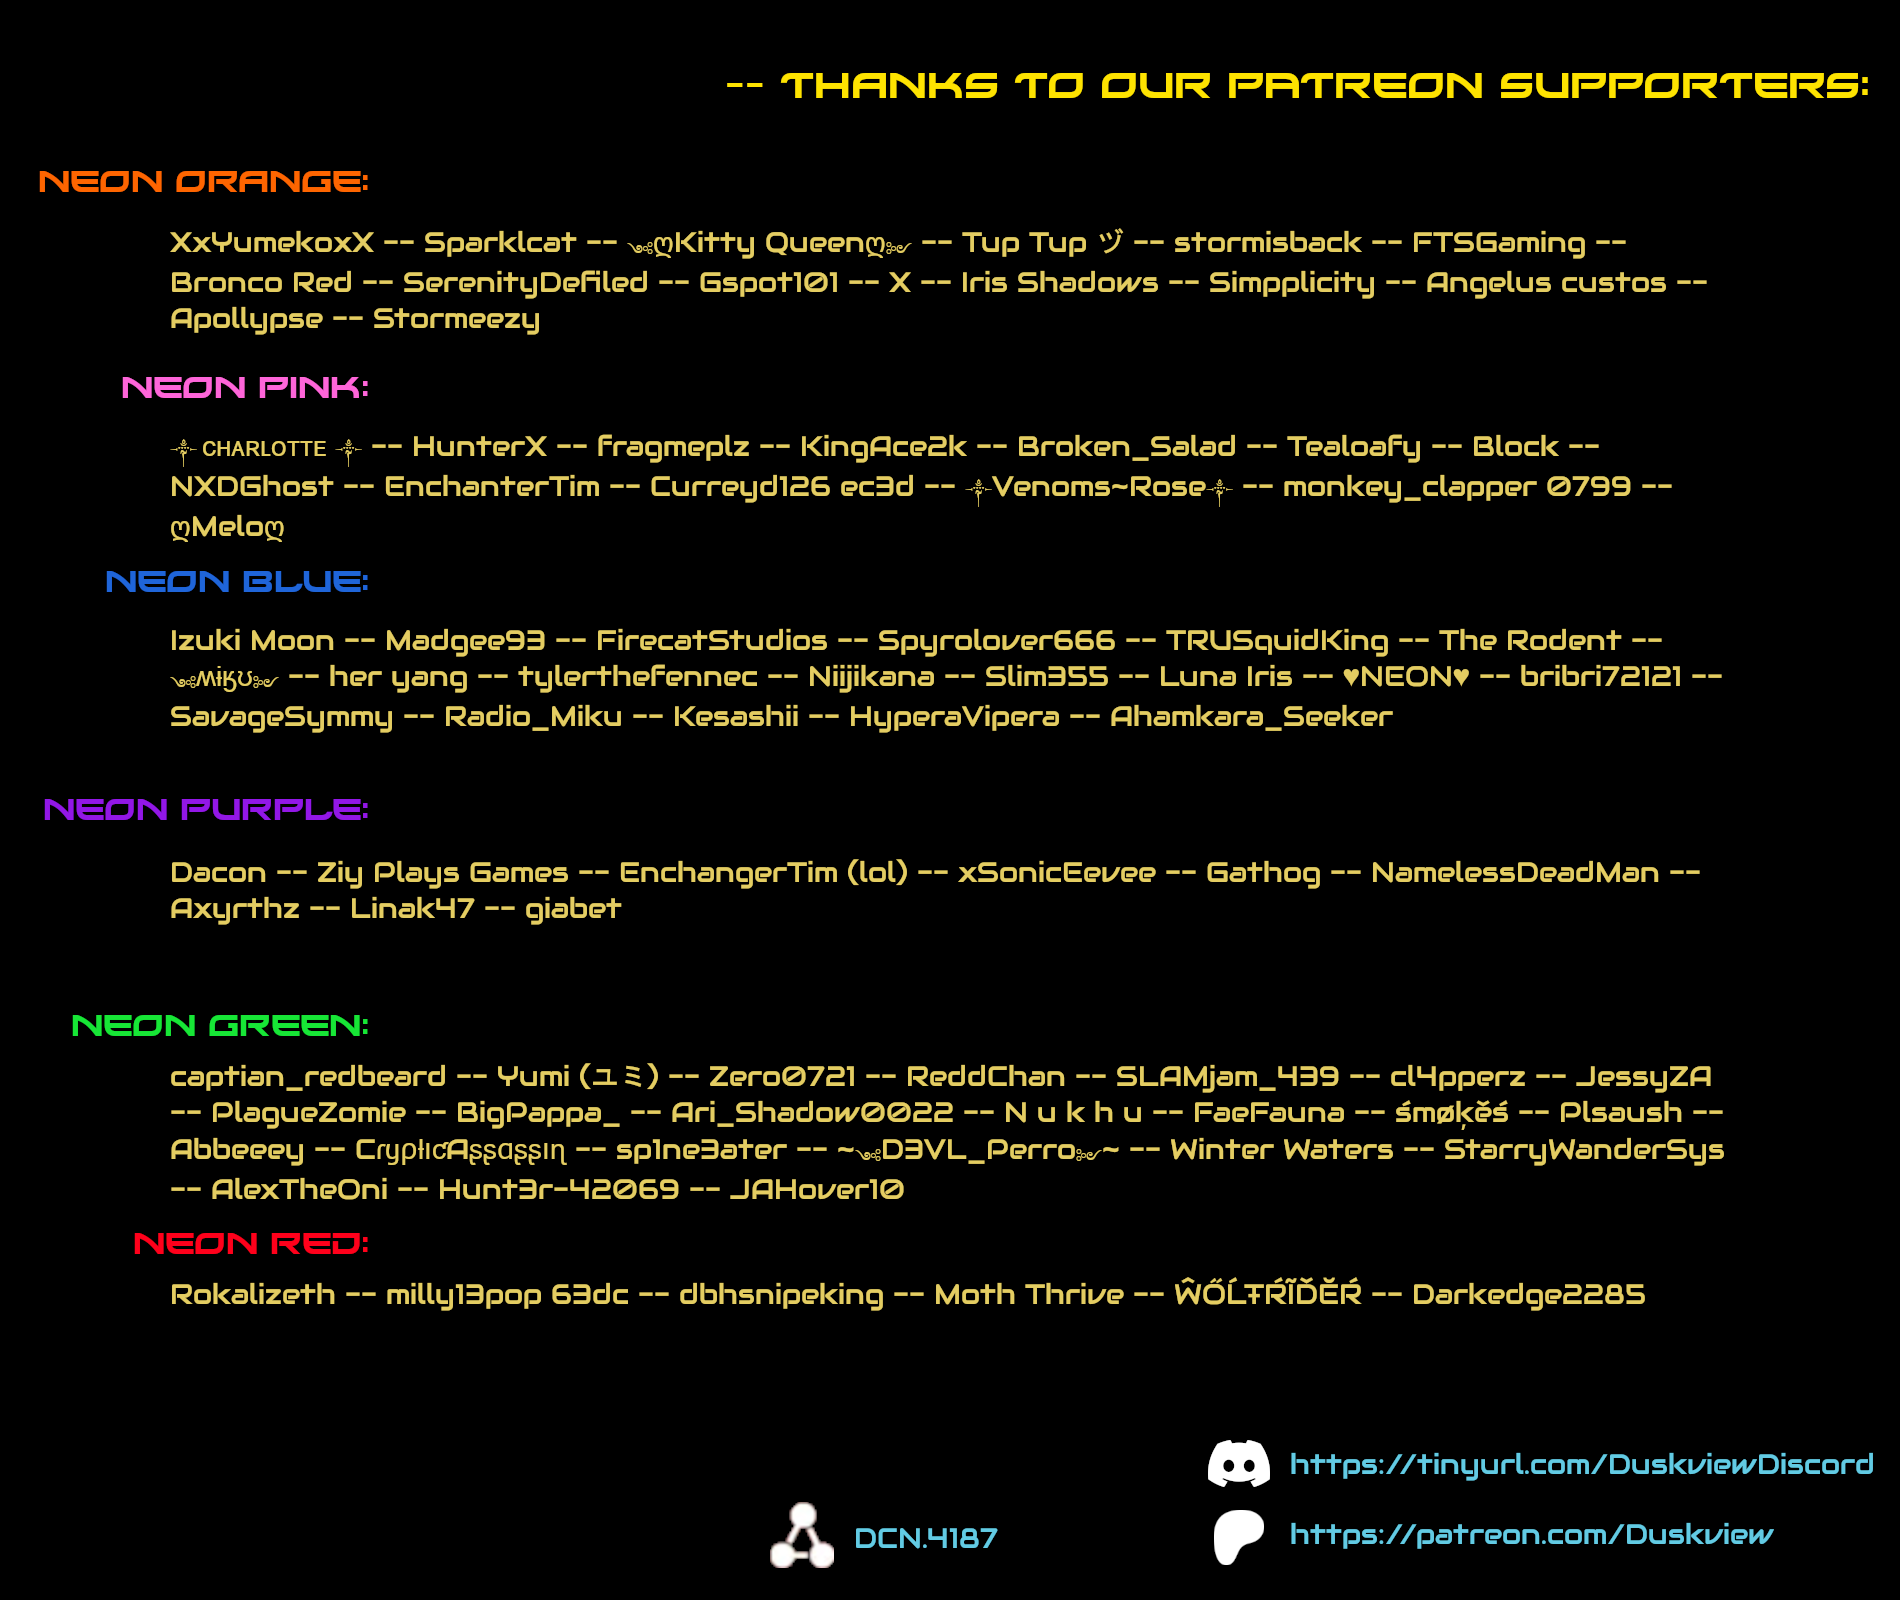 -- THANKS TO OUR PATREON SUPPORTERS:
NEON ORANGE:
XxYumekoxX -- Sparklcat -- ༺ღKitty Queenღ༻ -- Tup Tup ヅ -- stormisback -- FTSGaming --
Bronco Red -- SerenityDefiled -- Gspot101 -- X -- Iris Shadows -- Simpplicity -- Angelus custos --
Apollypse -- Stormeezy
NEON PINK:
༒ ᴄʜᴀʀʟᴏᴛᴛᴇ ༒ -- HunterX -- fragmeplz -- KingAce2k -- Broken_Salad -- Tealoafy -- Block --
NXDGhost -- EnchanterTim -- Curreyd126 ec3d -- ༒Venoms~Rose༒ -- monkey_clapper 0799 --
ღMeloღ
NEON BLUE:
Izuki Moon -- Madgee93 -- FirecatStudios -- Spyrolover666 -- TRUSquidKing -- The Rodent --
༺ʍɨӄʊ༻ -- her yang -- tylerthefennec -- Niijikana -- Slim355 -- Luna Iris -- ♥NEON♥ -- bribri72121 --
SavageSymmy -- Radio_Miku -- Kesashii -- HyperaVipera -- Ahamkara_Seeker
NEON PURPLE:
Dacon -- Ziy Plays Games -- EnchangerTim (lol) -- xSonicEevee -- Gathog -- NamelessDeadMan --
Axyrthz -- Linak47 -- giabet
NEON GREEN:
captian_redbeard -- Yumi (ユミ) -- Zero0721 -- ReddChan -- SLAMjam_439 -- cl4pperz -- JessyZA
-- PlagueZomie -- BigPappa_ -- Ari_Shadow0022 -- N u k h u -- FaeFauna -- śmøķěś -- Plsaush --
Abbeeey -- CɾყρƚιƈAʂʂαʂʂιɳ -- sp1ne3ater -- ~༺D3VL_Perro༻~ -- Winter Waters -- StarryWanderSys
-- AlexTheOni -- Hunt3r-42069 -- JAHover10
NEON RED:
Rokalizeth -- milly13pop 63dc -- dbhsnipeking -- Moth Thrive -- ŴŐĹŦŔĨĎĔŔ -- Darkedge2285
https://tinyurl.com/DuskviewDiscord
DCN.4187
https://patreon.com/Duskview